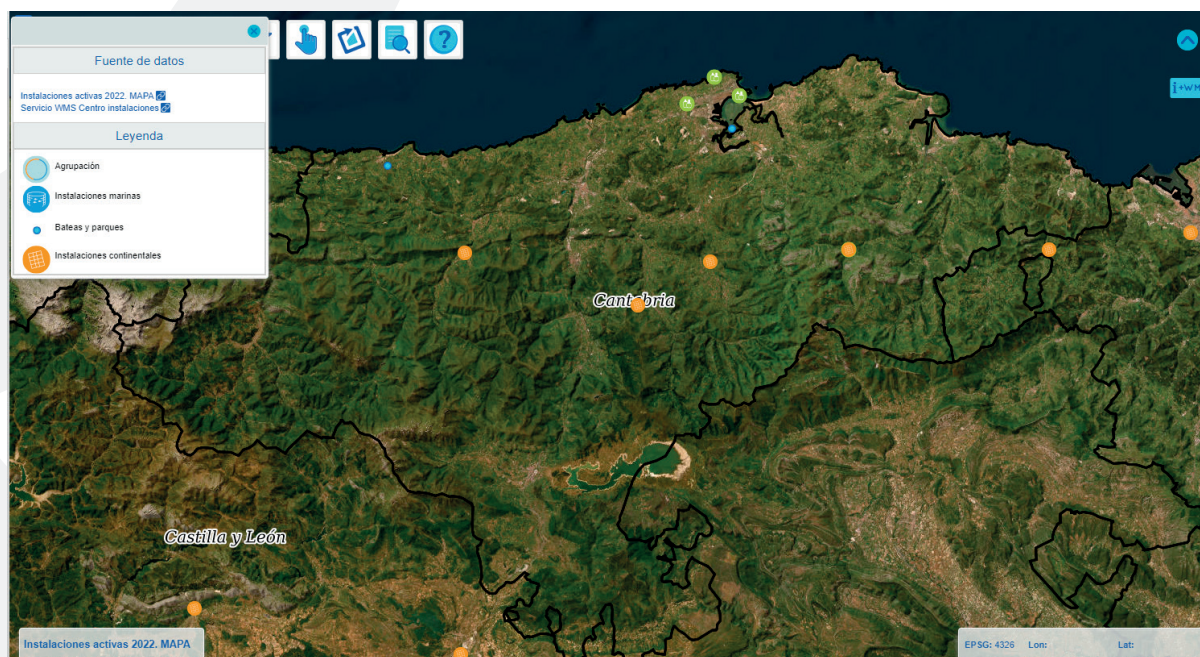 Fuente de datos
Instalaciones activas 2022. MAPA
Servicio WMS Centro instalaciones
Leyenda
Agrupación
Instalaciones marinas
Bateas y parques
Instalaciones continentales
?
i+WM
Cantabria
Castilla y León
Instalaciones activas 2022. MAPA
EPSG: 4326 Lon: Lat: